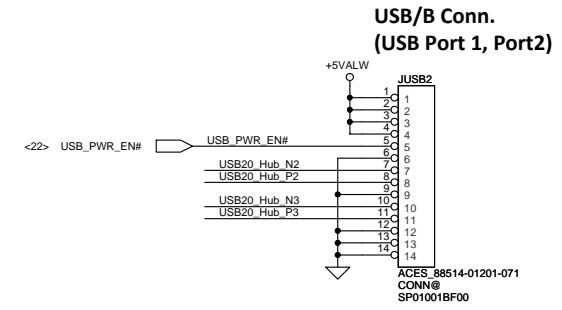 USB/B Conn.
(USB Port 1, Port2)
+5VALW
JUSB2
1 1
2 2
3 3
4 4
<22> USB_PWR_EN# USB_PWR_EN# 5 5
6 6
USB20_Hub_N2 7 7
USB20_Hub_P2 8 8
9 9
USB20_Hub_N3 10 10
USB20_Hub_P3 11 11
12 12
13 13
14 14
ACES_88514-01201-071
CONN@
SP01001BF00